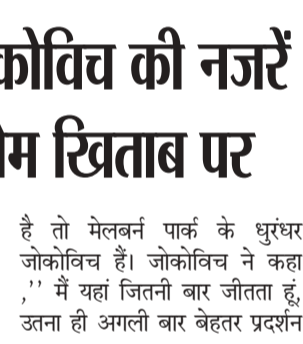 कोविच की नजरें
म खिताब पर
है तो मेलबर्न पार्क के धुरंधर
जोकोविच हैं। जोकोविच ने कहा
,’’ मैं यहां जितनी बार जीतता हूं,
उतना ही अगली बार बेहतर प्रदर्शन